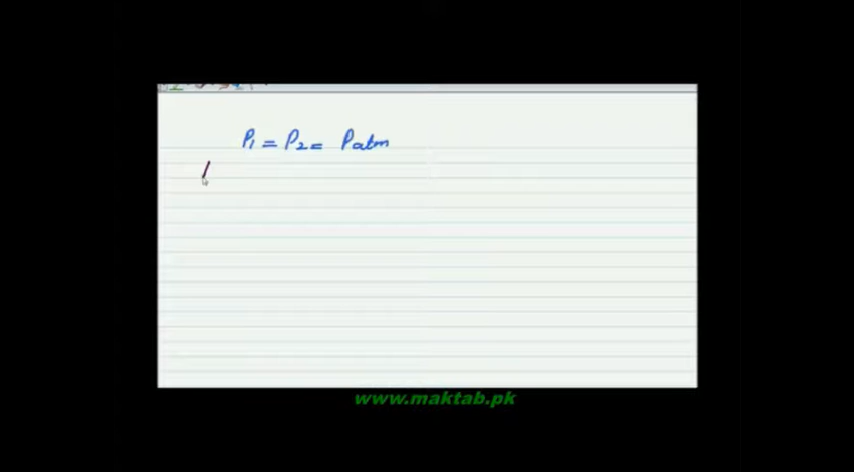 P₁ = P₂ = Patm
www.maktab.pk